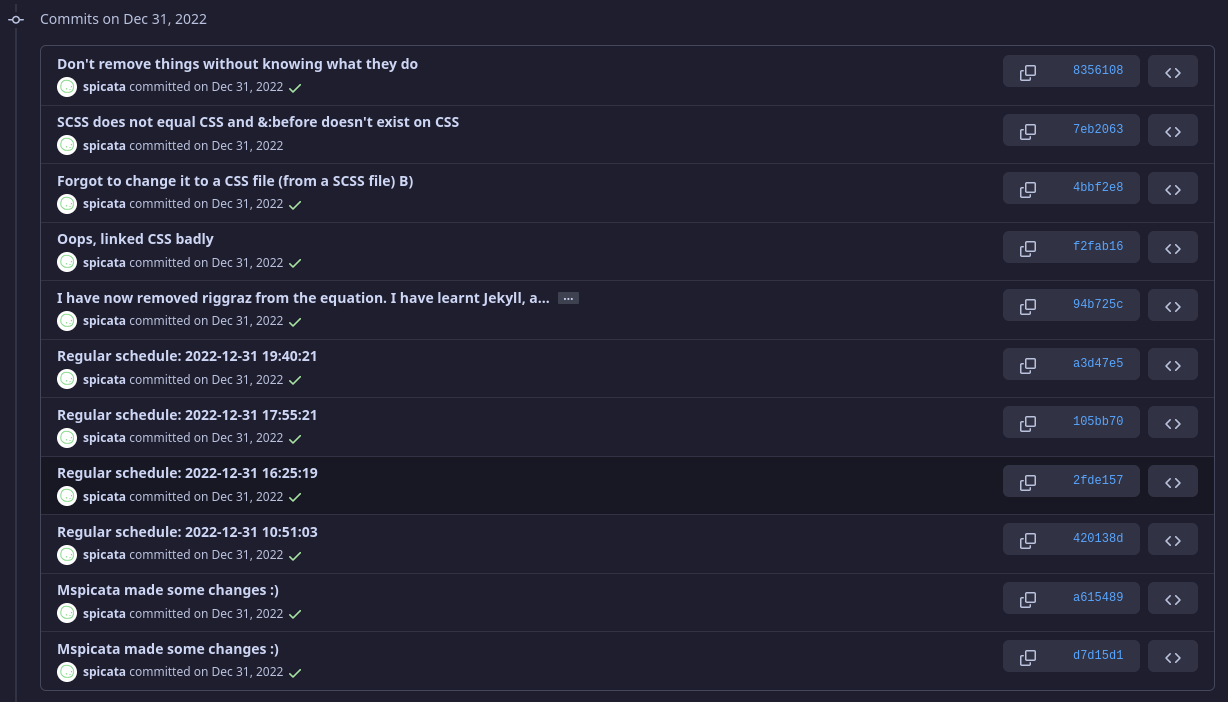 Commits on Dec 31, 2022
Don't remove things without knowing what they do
8356108
spicata committed on Dec 31, 2022
SCSS does not equal CSS and &:before doesn't exist on CSS
7eb2063
spicata committed on Dec 31, 2022
Forgot to change it to a CSS file (from a SCSS file) B)
4bbf2e8
spicata committed on Dec 31, 2022
Oops, linked CSS badly
f2fab16
spicata committed on Dec 31, 2022
I have now removed riggraz from the equation. I have learnt Jekyll, a... ...
94b725c
spicata committed on Dec 31, 2022
Regular schedule: 2022-12-31 19:40:21
a3d47e5
spicata committed on Dec 31, 2022
Regular schedule: 2022-12-31 17:55:21
105bb70
spicata committed on Dec 31, 2022
Regular schedule: 2022-12-31 16:25:19
2fde157
spicata committed on Dec 31, 2022
Regular schedule: 2022-12-31 10:51:03
420138d
spicata committed on Dec 31, 2022
Mspicata made some changes :)
a615489
spicata committed on Dec 31, 2022
Mspicata made some changes :)
d7d15d1
spicata committed on Dec 31, 2022